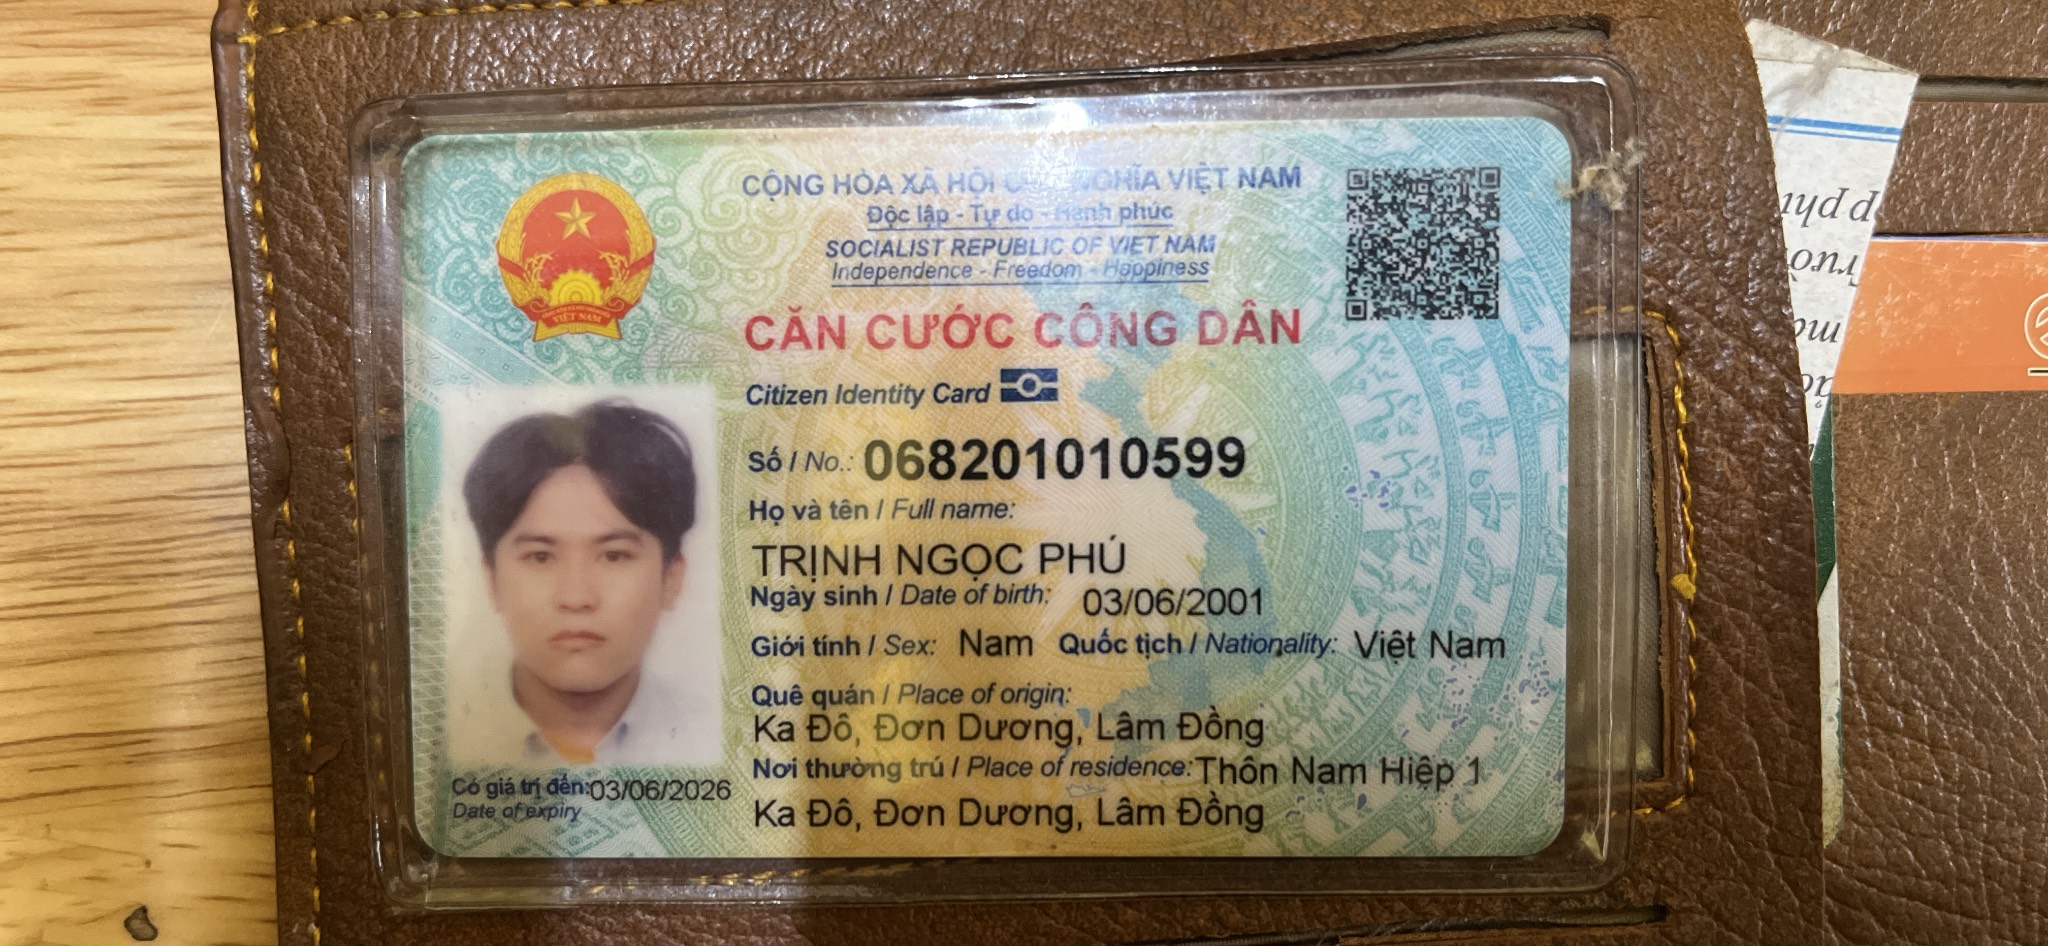 CỘNG HÒA XÃ HỘI CHỦ NGHĨA VIỆT NAM
Độc lập - Tự do - Hạnh phúc
SOCIALIST REPUBLIC OF VIET NAM
Independence - Freedom - Happiness
CĂN CƯỚC CÔNG DÂN
Citizen Identity Card
Số / No.: 068201010599
Họ và tên / Full name:
TRỊNH NGỌC PHÚ
Ngày sinh / Date of birth: 03/06/2001
Giới tính / Sex: Nam Quốc tịch / Nationality: Việt Nam
Quê quán / Place of origin:
Ka Đô, Đơn Dương, Lâm Đồng
Nơi thường trú / Place of residence: Thôn Nam Hiệp 1
Ka Đô, Đơn Dương, Lâm Đồng
Có giá trị đến: 03/06/2026
Date of expiry
VIỆT NAM